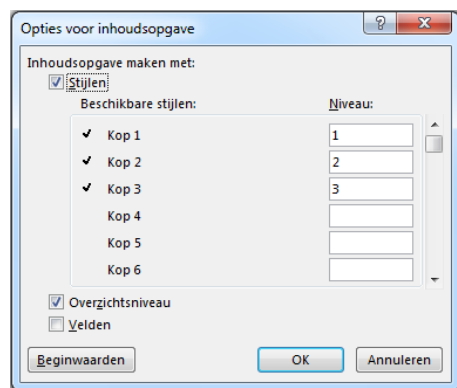 Opties voor inhoudsopgave
Inhoudsopgave maken met:
Stijlen
Beschikbare stijlen: Niveau:
Kop 1 1
Kop 2 2
Kop 3 3
Kop 4
Kop 5
Kop 6
Overzichtsniveau
Velden
Beginwaarden OK Annuleren